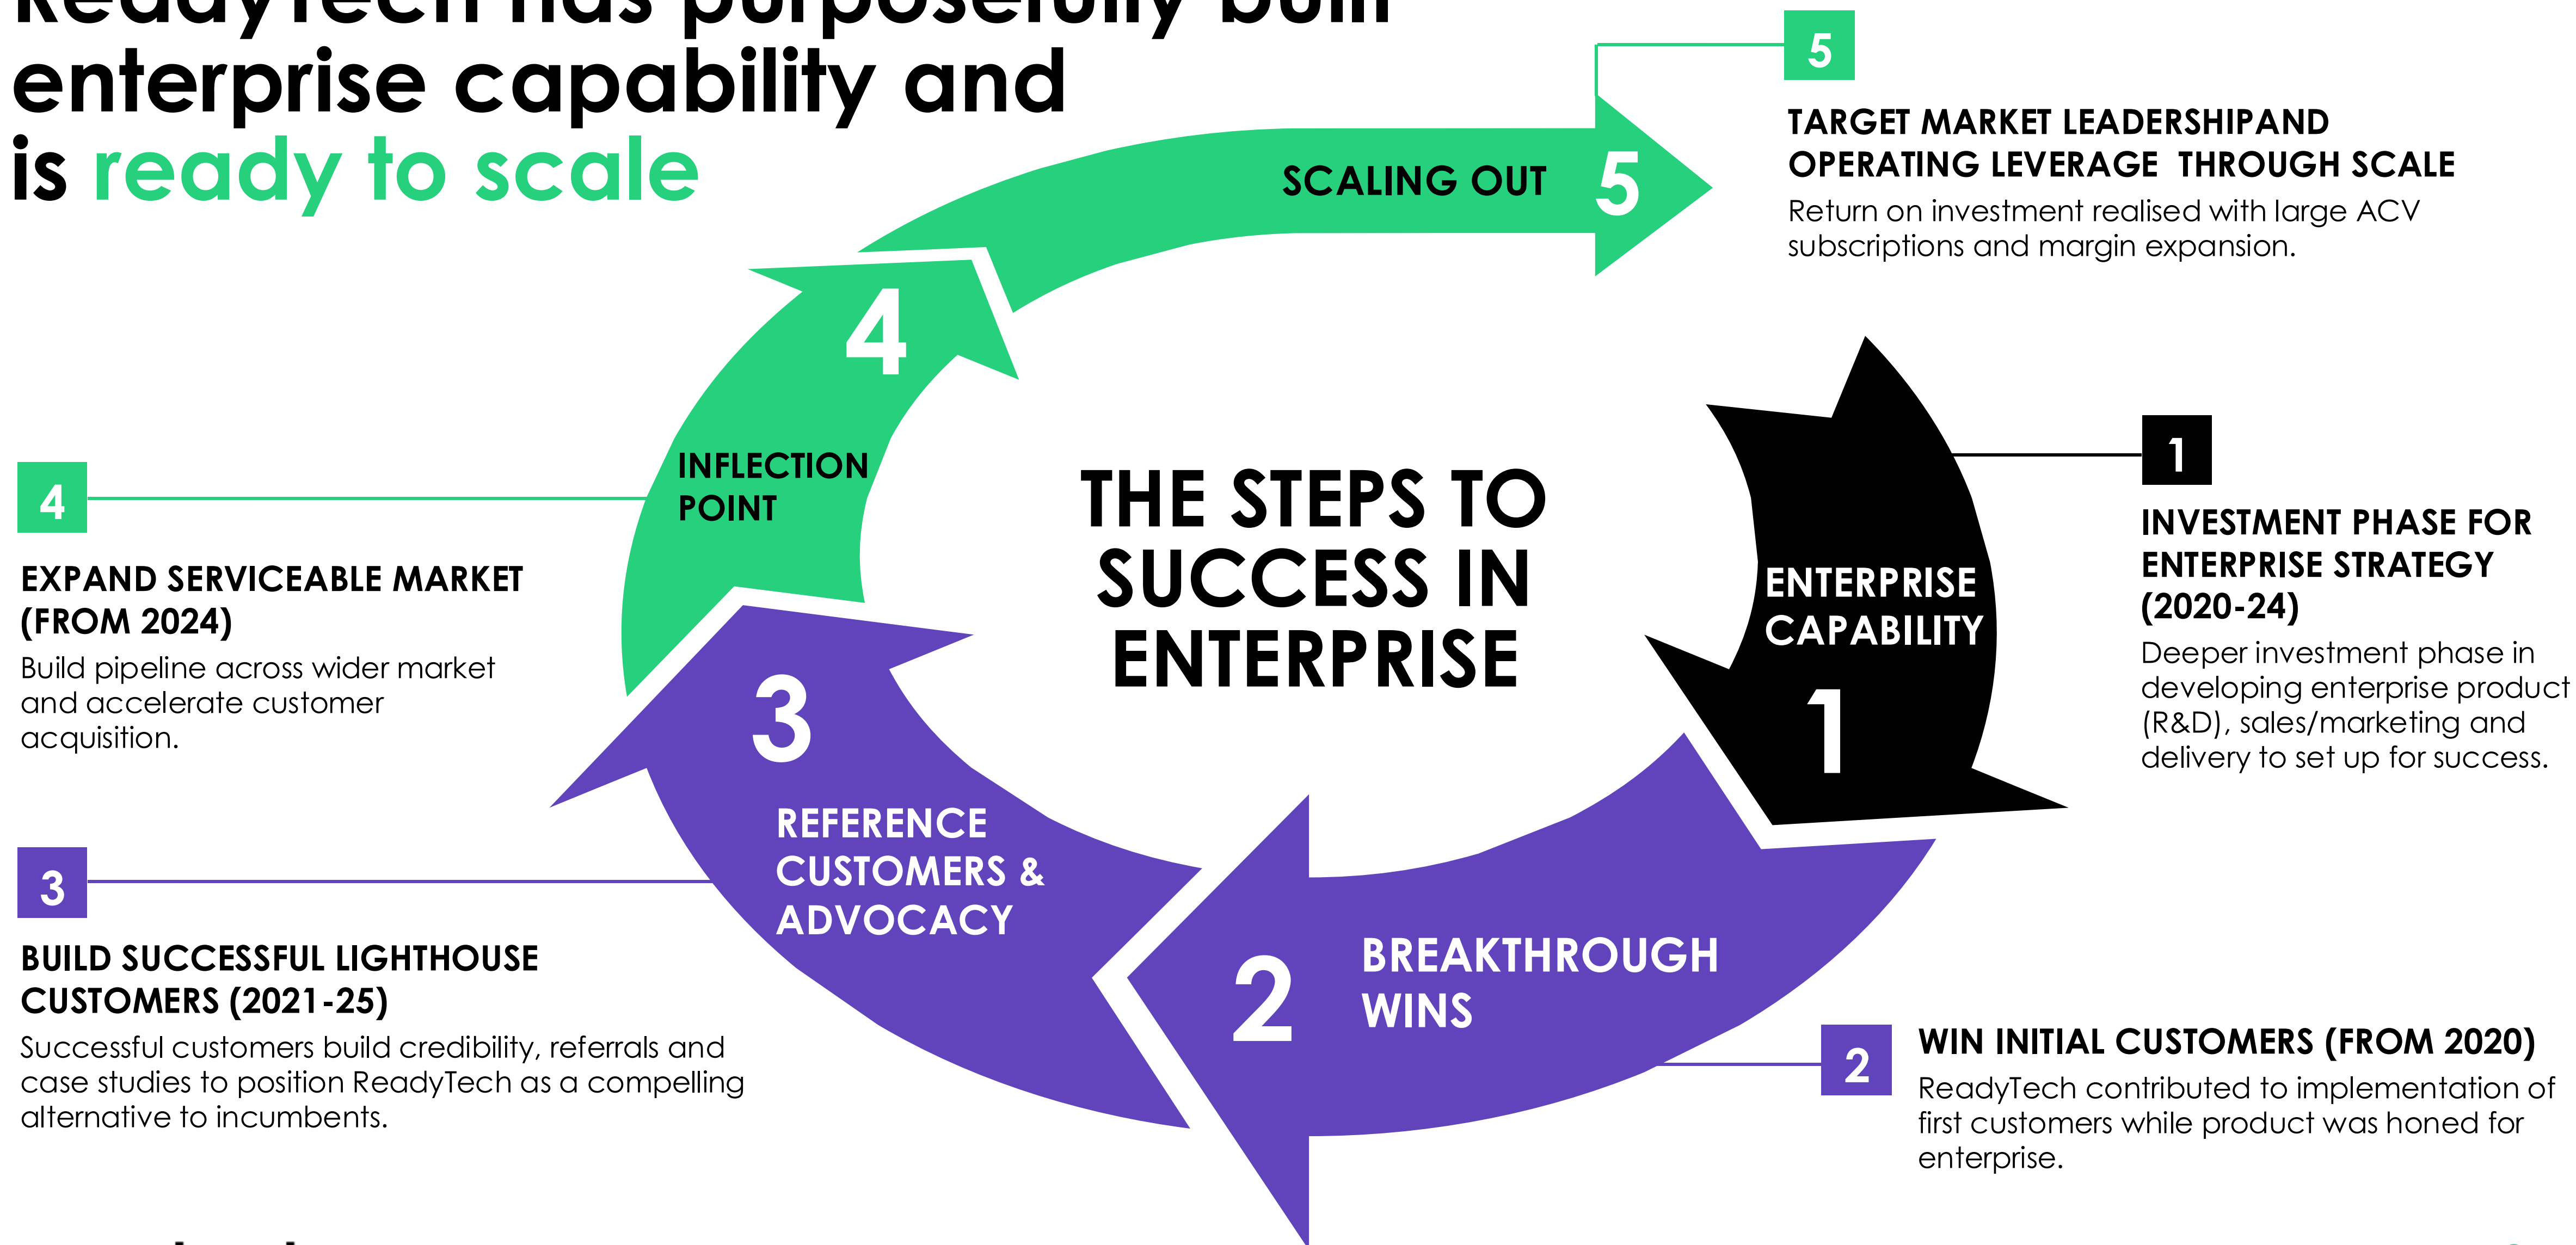 ReadyTech has purposefully built
enterprise capability and
is ready to scale
5
TARGET MARKET LEADERSHIPAND
OPERATING LEVERAGE  THROUGH SCALE
Return on investment realised with large ACV
subscriptions and margin expansion.
SCALING OUT
5
4
INFLECTION
POINT
4
EXPAND SERVICEABLE MARKET
(FROM 2024)
Build pipeline across wider market
and accelerate customer
acquisition.
THE STEPS TO
SUCCESS IN
ENTERPRISE
ENTERPRISE
CAPABILITY
1
1
INVESTMENT PHASE FOR
ENTERPRISE STRATEGY
(2020-24)
Deeper investment phase in
developing enterprise product
(R&D), sales/marketing and
delivery to set up for success.
3
REFERENCE
CUSTOMERS &
ADVOCACY
3
BUILD SUCCESSFUL LIGHTHOUSE
CUSTOMERS (2021-25)
Successful customers build credibility, referrals and
case studies to position ReadyTech as a compelling
alternative to incumbents.
2
BREAKTHROUGH
WINS
2
WIN INITIAL CUSTOMERS (FROM 2020)
ReadyTech contributed to implementation of
first customers while product was honed for
enterprise.